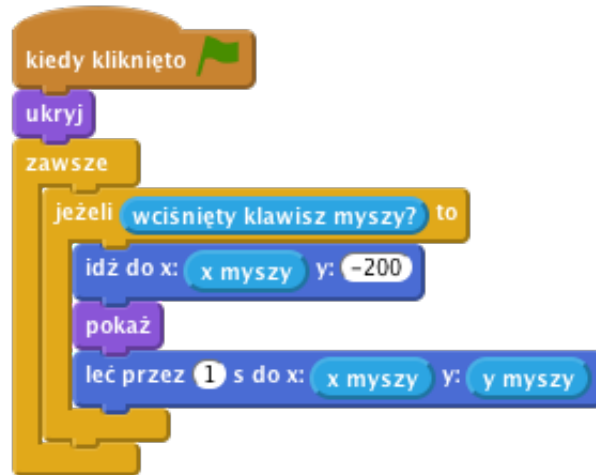 kiedy kliknięto
ukryj
zawsze
jeżeli wciśnięty klawisz myszy? to
idź do x: x myszy y: -200
pokaż
leć przez 1 s do x: x myszy y: y myszy